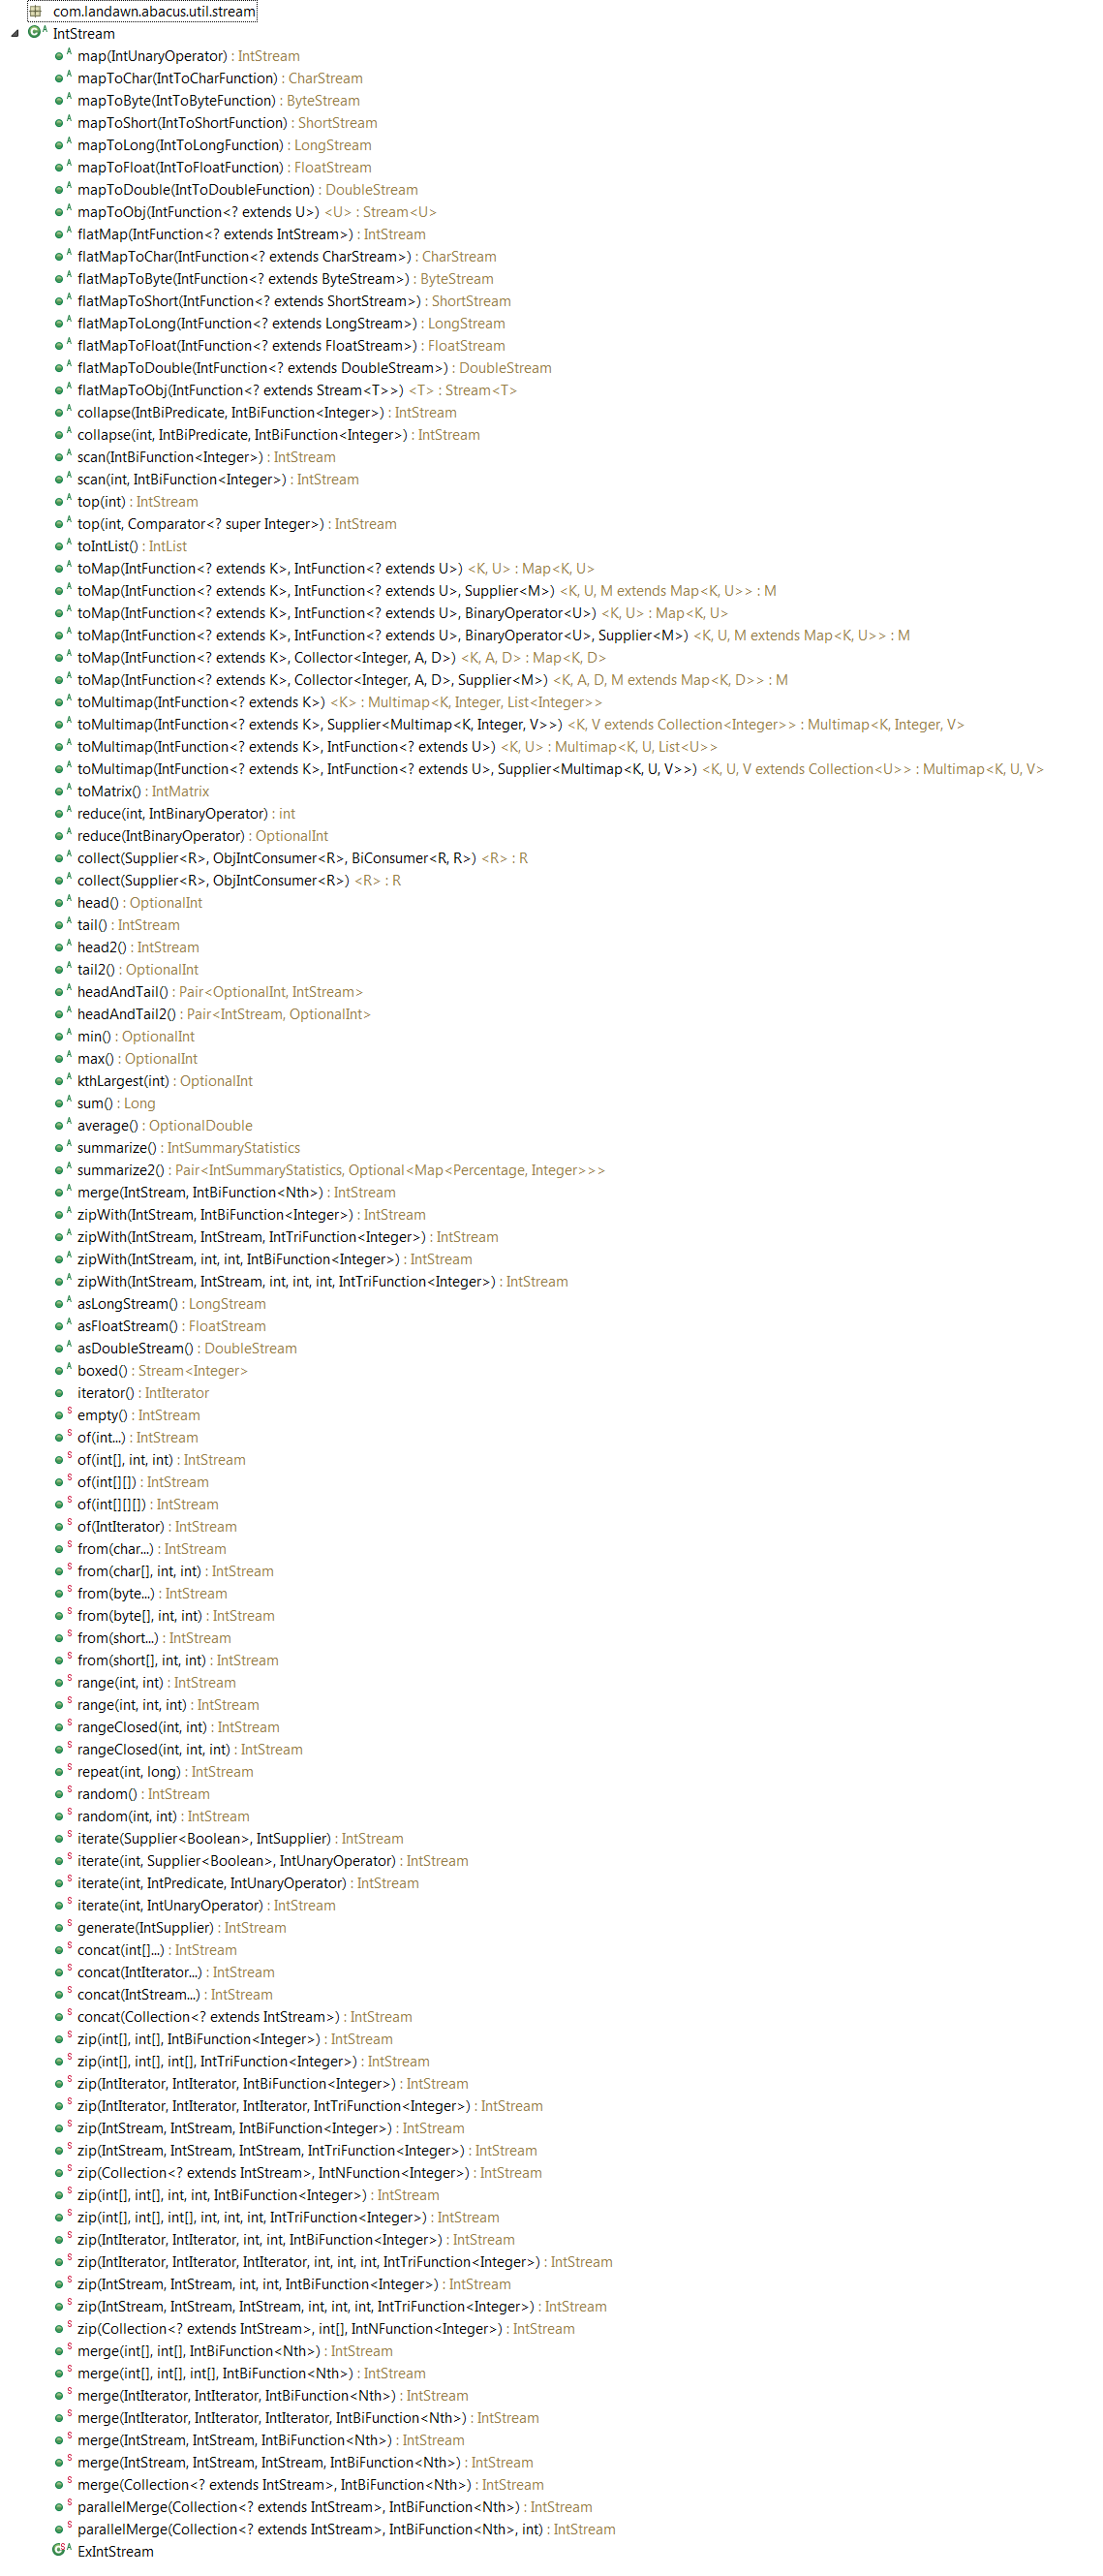 com.landawn.abacus.util.stream
IntStream
map(IntUnaryOperator) : IntStream
mapToChar(IntToCharFunction) : CharStream
mapToByte(IntToByteFunction) : ByteStream
mapToShort(IntToShortFunction) : ShortStream
mapToLong(IntToLongFunction) : LongStream
mapToFloat(IntToFloatFunction) : FloatStream
mapToDouble(IntToDoubleFunction) : DoubleStream
mapToObj(IntFunction<? extends U>) <U> : Stream<U>
flatMap(IntFunction<? extends IntStream>) : IntStream
flatMapToChar(IntFunction<? extends CharStream>) : CharStream
flatMapToByte(IntFunction<? extends ByteStream>) : ByteStream
flatMapToShort(IntFunction<? extends ShortStream>) : ShortStream
flatMapToLong(IntFunction<? extends LongStream>) : LongStream
flatMapToFloat(IntFunction<? extends FloatStream>) : FloatStream
flatMapToDouble(IntFunction<? extends DoubleStream>) : DoubleStream
flatMapToObj(IntFunction<? extends Stream<T>>) <T> : Stream<T>
collapse(IntBiPredicate, IntBiFunction<Integer>) : IntStream
collapse(int, IntBiPredicate, IntBiFunction<Integer>) : IntStream
scan(IntBiFunction<Integer>) : IntStream
scan(int, IntBiFunction<Integer>) : IntStream
top(int) : IntStream
top(int, Comparator<? super Integer>) : IntStream
toIntList() : IntList
toMap(IntFunction<? extends K>, IntFunction<? extends U>) <K, U> : Map<K, U>
toMap(IntFunction<? extends K>, IntFunction<? extends U>, Supplier<M>) <K, U, M extends Map<K, U>> : M
toMap(IntFunction<? extends K>, IntFunction<? extends U>, BinaryOperator<U>) <K, U> : Map<K, U>
toMap(IntFunction<? extends K>, IntFunction<? extends U>, BinaryOperator<U>, Supplier<M>) <K, U, M extends Map<K, U>> : M
toMap(IntFunction<? extends K>, Collector<Integer, A, D>) <K, A, D> : Map<K, D>
toMap(IntFunction<? extends K>, Collector<Integer, A, D>, Supplier<M>) <K, A, D, M extends Map<K, D>> : M
toMultimap(IntFunction<? extends K>) <K> : Multimap<K, Integer, List<Integer>>
toMultimap(IntFunction<? extends K>, Supplier<Multimap<K, Integer, V>>) <K, V extends Collection<Integer>> : Multimap<K, Integer, V>
toMultimap(IntFunction<? extends K>, IntFunction<? extends U>) <K, U> : Multimap<K, U, List<U>>
toMultimap(IntFunction<? extends K>, IntFunction<? extends U>, Supplier<Multimap<K, U, V>>) <K, U, V extends Collection<U>> : Multimap<K, U, V>
toMatrix() : IntMatrix
reduce(int, IntBinaryOperator) : int
reduce(IntBinaryOperator) : OptionalInt
collect(Supplier<R>, ObjIntConsumer<R>, BiConsumer<R, R>) <R> : R
collect(Supplier<R>, ObjIntConsumer<R>) <R> : R
head() : OptionalInt
tail() : IntStream
head2() : IntStream
tail2() : OptionalInt
headAndTail() : Pair<OptionalInt, IntStream>
headAndTail2() : Pair<IntStream, OptionalInt>
min() : OptionalInt
max() : OptionalInt
kthLargest(int) : OptionalInt
sum() : Long
average() : OptionalDouble
summarize() : IntSummaryStatistics
summarize2() : Pair<IntSummaryStatistics, Optional<Map<Percentage, Integer>>>
merge(IntStream, IntBiFunction<Nth>) : IntStream
zipWith(IntStream, IntBiFunction<Integer>) : IntStream
zipWith(IntStream, IntStream, IntTriFunction<Integer>) : IntStream
zipWith(IntStream, int, int, IntBiFunction<Integer>) : IntStream
zipWith(IntStream, IntStream, int, int, int, IntTriFunction<Integer>) : IntStream
asLongStream() : LongStream
asFloatStream() : FloatStream
asDoubleStream() : DoubleStream
boxed() : Stream<Integer>
iterator() : IntIterator
empty() : IntStream
of(int...) : IntStream
of(int[], int, int) : IntStream
of(int[][]) : IntStream
of(int[][][]) : IntStream
of(IntIterator) : IntStream
from(char...) : IntStream
from(char[], int, int) : IntStream
from(byte...) : IntStream
from(byte[], int, int) : IntStream
from(short...) : IntStream
from(short[], int, int) : IntStream
range(int, int) : IntStream
range(int, int, int) : IntStream
rangeClosed(int, int) : IntStream
rangeClosed(int, int, int) : IntStream
repeat(int, long) : IntStream
random() : IntStream
random(int, int) : IntStream
iterate(Supplier<Boolean>, IntSupplier) : IntStream
iterate(int, Supplier<Boolean>, IntUnaryOperator) : IntStream
iterate(int, IntPredicate, IntUnaryOperator) : IntStream
iterate(int, IntUnaryOperator) : IntStream
generate(IntSupplier) : IntStream
concat(int[]...) : IntStream
concat(IntIterator...) : IntStream
concat(IntStream...) : IntStream
concat(Collection<? extends IntStream>) : IntStream
zip(int[], int[], IntBiFunction<Integer>) : IntStream
zip(int[], int[], int[], IntTriFunction<Integer>) : IntStream
zip(IntIterator, IntIterator, IntBiFunction<Integer>) : IntStream
zip(IntIterator, IntIterator, IntIterator, IntTriFunction<Integer>) : IntStream
zip(IntStream, IntStream, IntBiFunction<Integer>) : IntStream
zip(IntStream, IntStream, IntStream, IntTriFunction<Integer>) : IntStream
zip(Collection<? extends IntStream>, IntNFunction<Integer>) : IntStream
zip(int[], int[], int, int, IntBiFunction<Integer>) : IntStream
zip(int[], int[], int[], int, int, int, IntTriFunction<Integer>) : IntStream
zip(IntIterator, IntIterator, int, int, IntBiFunction<Integer>) : IntStream
zip(IntIterator, IntIterator, IntIterator, int, int, int, IntTriFunction<Integer>) : IntStream
zip(IntStream, IntStream, int, int, IntBiFunction<Integer>) : IntStream
zip(IntStream, IntStream, IntStream, int, int, int, IntTriFunction<Integer>) : IntStream
zip(Collection<? extends IntStream>, int[], IntNFunction<Integer>) : IntStream
merge(int[], int[], IntBiFunction<Nth>) : IntStream
merge(int[], int[], int[], IntBiFunction<Nth>) : IntStream
merge(IntIterator, IntIterator, IntBiFunction<Nth>) : IntStream
merge(IntIterator, IntIterator, IntIterator, IntBiFunction<Nth>) : IntStream
merge(IntStream, IntStream, IntBiFunction<Nth>) : IntStream
merge(IntStream, IntStream, IntStream, IntBiFunction<Nth>) : IntStream
merge(Collection<? extends IntStream>, IntBiFunction<Nth>) : IntStream
parallelMerge(Collection<? extends IntStream>, IntBiFunction<Nth>) : IntStream
parallelMerge(Collection<? extends IntStream>, IntBiFunction<Nth>, int) : IntStream
ExIntStream